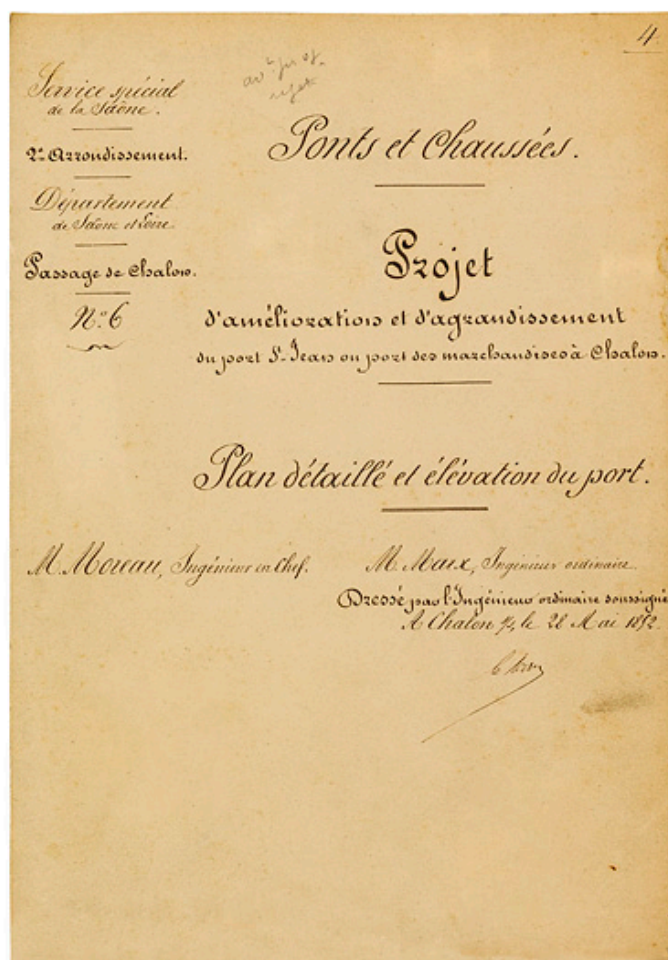 4
Service spécial
de la Saône.
2e Arrondissement.
Département
de Saône et Loire.
Passage de Chalon.
No. 6
Ponts et Chaussées.
Projet
d'amélioration et d'agrandissement
du port St Jean ou port des marchandises à Chalon.
Plan détaillé et élévation du port.
M. Moreau, Ingénieur en Chef.
M. Marx, Ingénieur ordinaire.
Dressé par l'Ingénieur ordinaire soussigné
A Chalon s/s, le 28 Mai 1852.